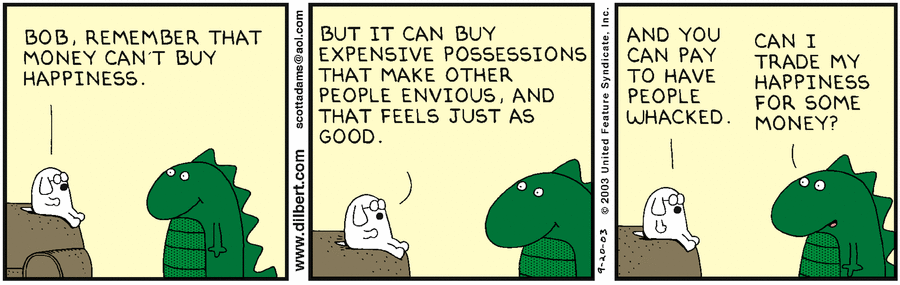 BOB, REMEMBER THAT
MONEY CAN'T BUY
HAPPINESS.
www.dilbert.com
scottadams@aol.com
BUT IT CAN BUY
EXPENSIVE POSSESSIONS
THAT MAKE OTHER
PEOPLE ENVIOUS, AND
THAT FEELS JUST AS
GOOD.
9-20-03 © 2003 United Feature Syndicate, Inc.
AND YOU
CAN PAY
TO HAVE
PEOPLE
WHACKED.
CAN I
TRADE MY
HAPPINESS
FOR SOME
MONEY?